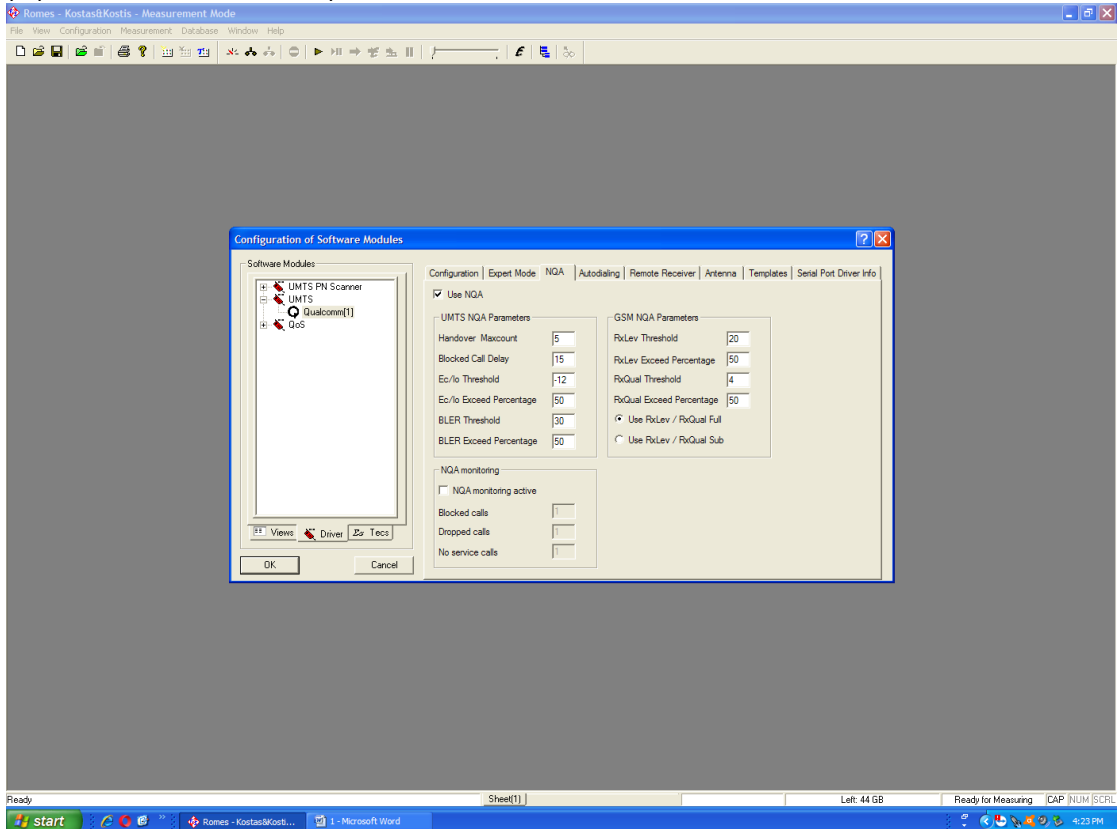 Romes - Kostas&Kostis - Measurement Mode
File View Configuration Measurement Database Window Help
Configuration of Software Modules
Software Modules
UMTS PN Scanner
UMTS
Qualcomm[1]
QoS
Views Driver Tecs
OK Cancel
Configuration Expert Mode NQA Autodialing Remote Receiver Antenna Templates Serial Port Driver Info
Use NQA
UMTS NQA Parameters
Handover Maxcount 5
Blocked Call Delay 15
Ec/Io Threshold -12
Ec/Io Exceed Percentage 50
BLER Threshold 30
BLER Exceed Percentage 50
GSM NQA Parameters
RxLev Threshold 20
RxLev Exceed Percentage 50
RxQual Threshold 4
RxQual Exceed Percentage 50
Use RxLev / RxQual Full
Use RxLev / RxQual Sub
NQA monitoring
NQA monitoring active
Blocked calls 1
Dropped calls 1
No service calls 1
Ready Sheet(1) Left: 44 GB Ready for Measuring CAP NUM SCRL
start Romes - Kostas&Kosti... 1 - Microsoft Word 4:23 PM